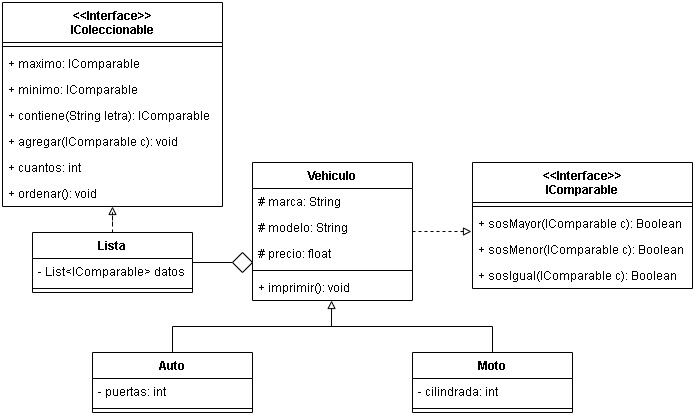 <<Interface>>
IColeccionable
+ maximo: IComparable
+ minimo: IComparable
+ contiene(String letra): IComparable
+ agregar(IComparable c): void
+ cuantos: int
+ ordenar(): void
Lista
- List<IComparable> datos
Vehiculo
# marca: String
# modelo: String
# precio: float
+ imprimir(): void
<<Interface>>
IComparable
+ sosMayor(IComparable c): Boolean
+ sosMenor(IComparable c): Boolean
+ sosIgual(IComparable c): Boolean
Auto
- puertas: int
Moto
- cilindrada: int